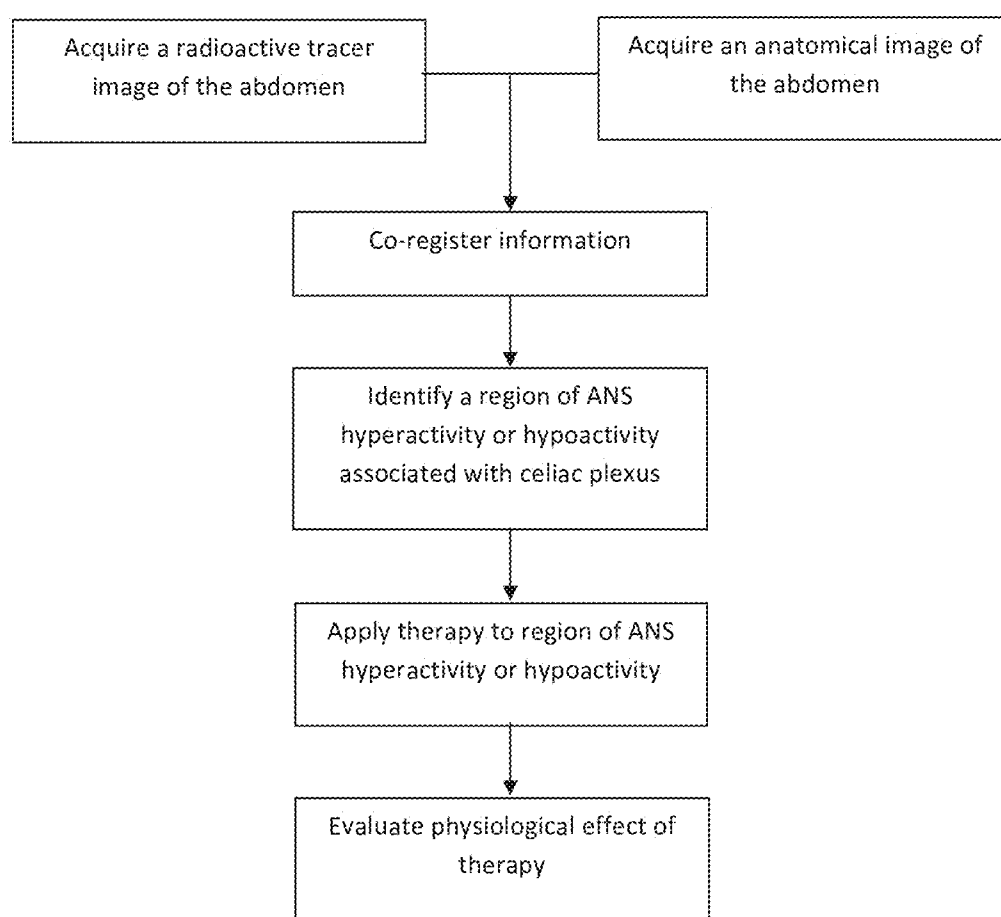 Acquire a radioactive tracer
image of the abdomen
Acquire an anatomical image of
the abdomen
Co-register information
Identify a region of ANS
hyperactivity or hypoactivity
associated with celiac plexus
Apply therapy to region of ANS
hyperactivity or hypoactivity
Evaluate physiological effect of
therapy